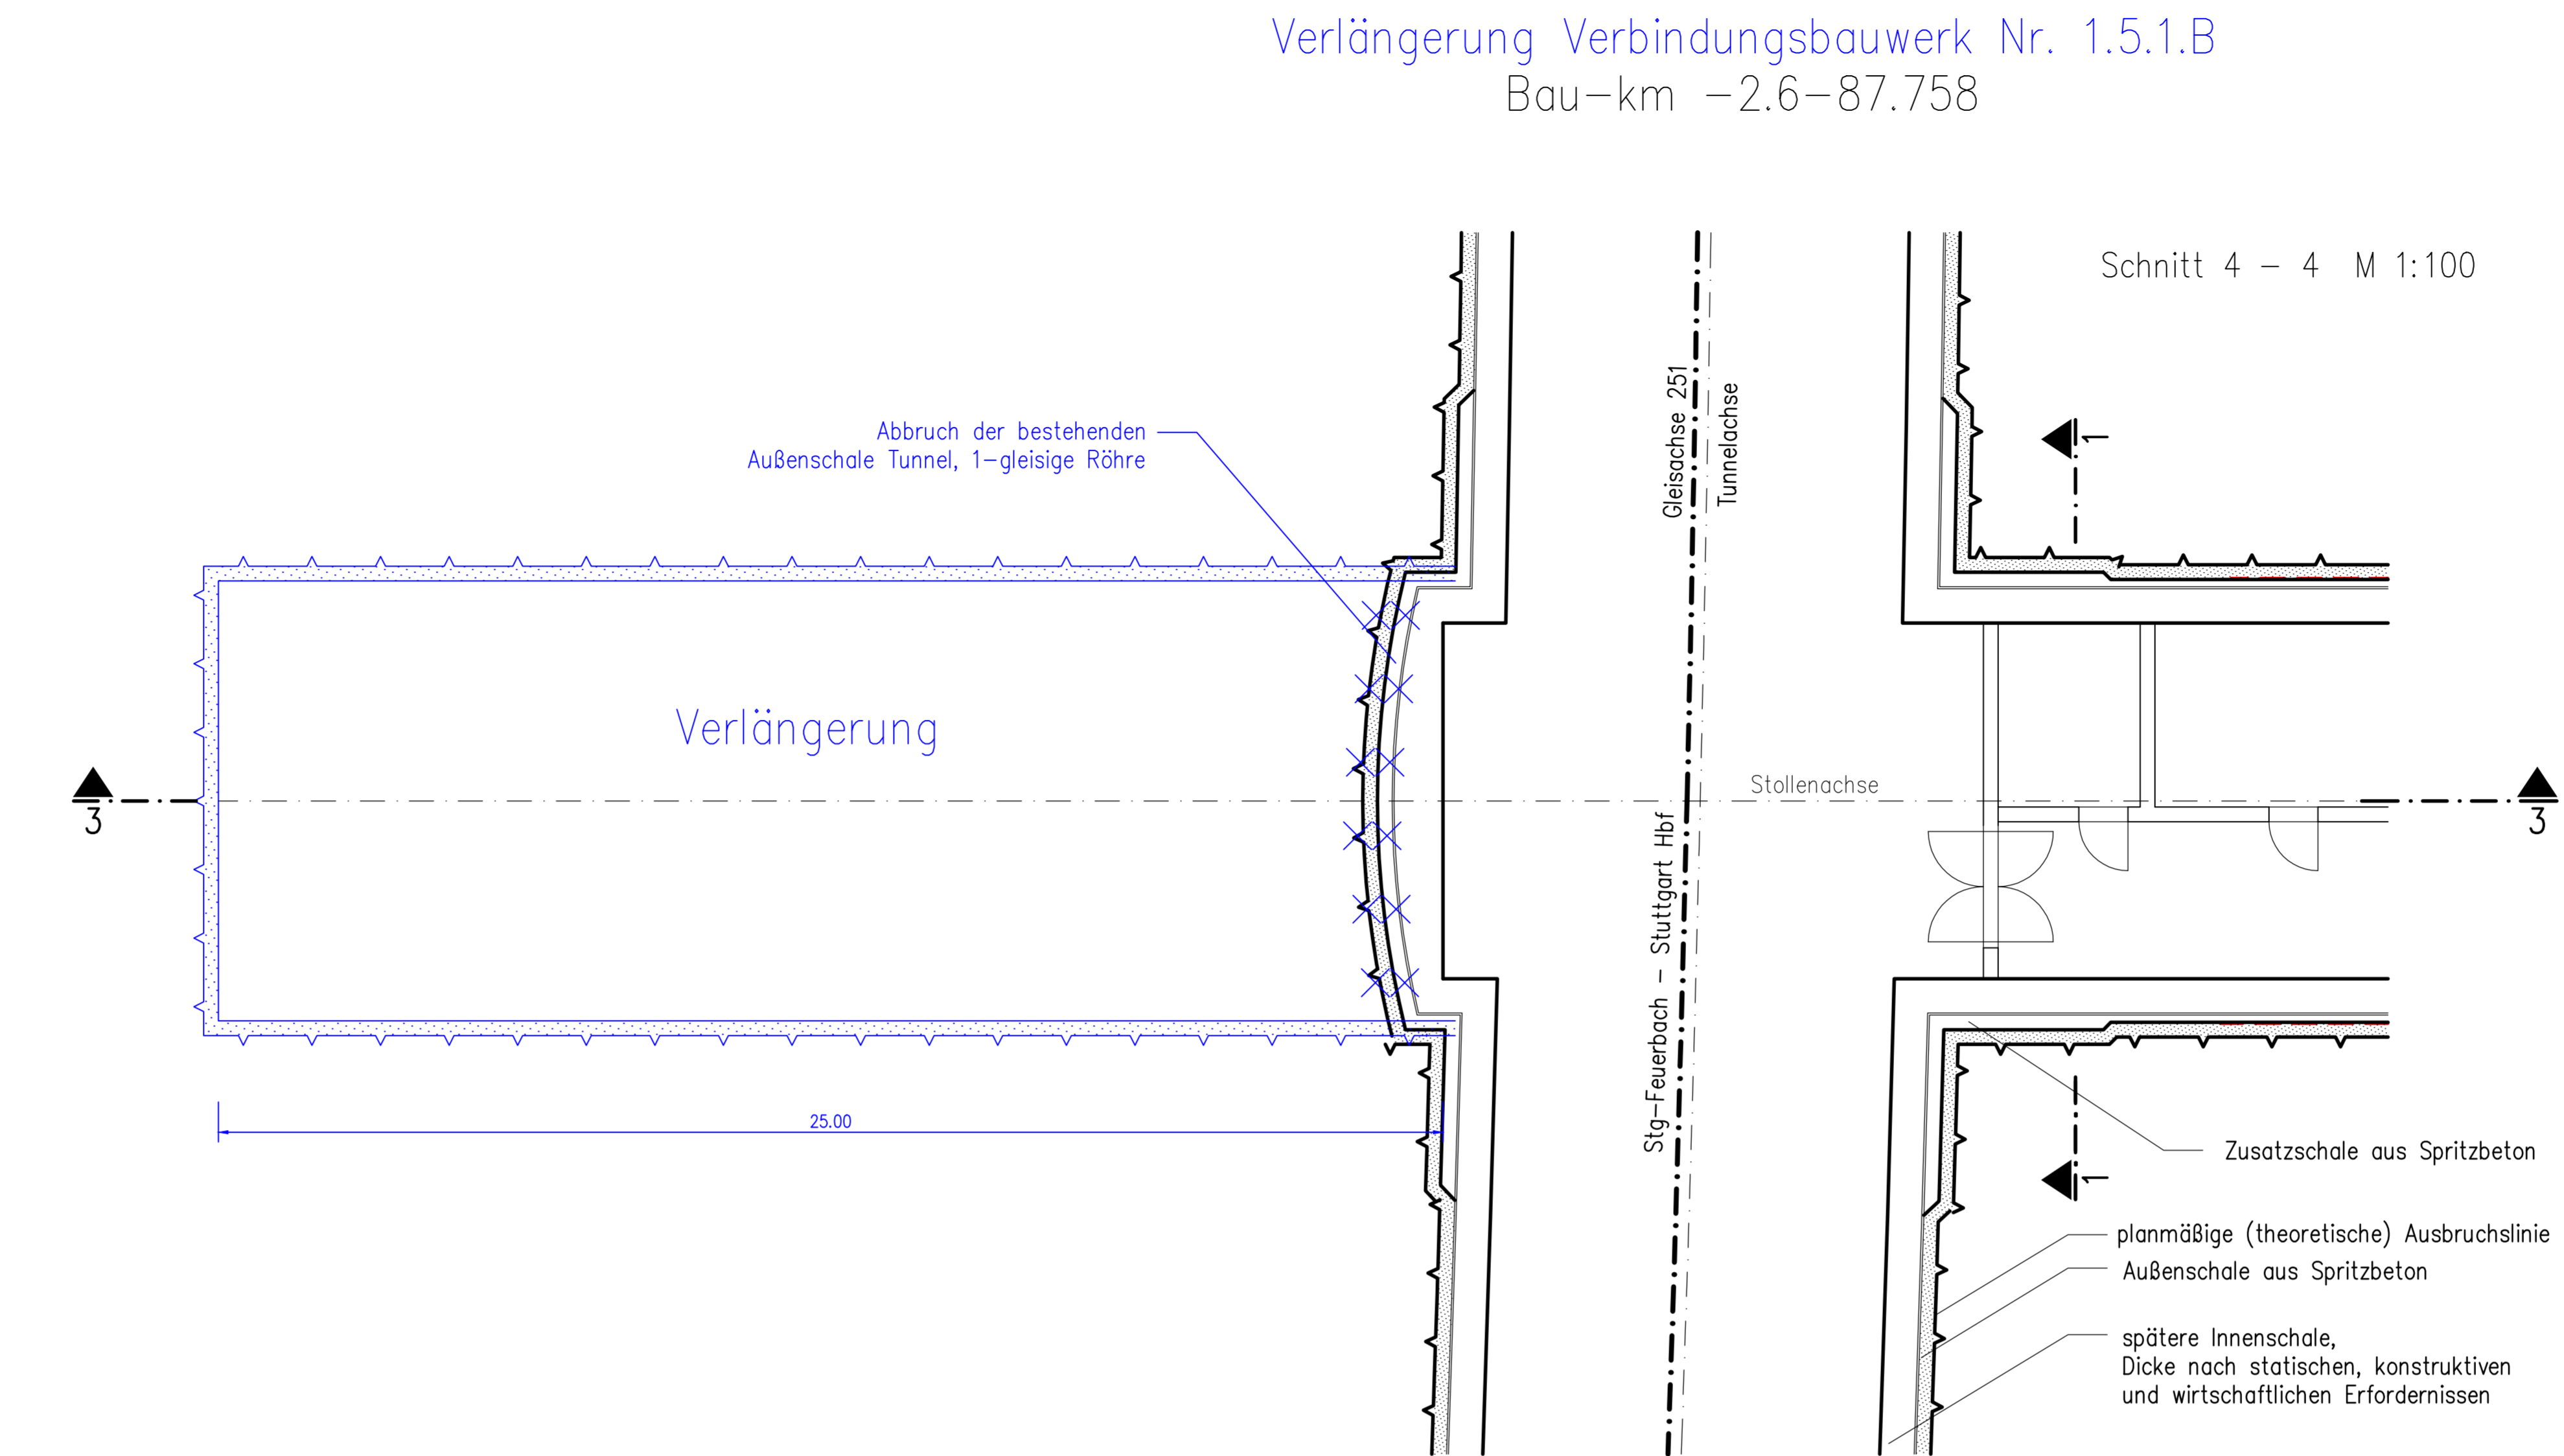 Verlängerung Verbindungsbauwerk Nr. 1.5.1.B
Bau-km -2.6-87.758
Schnitt 4 - 4 M 1:100
Abbruch der bestehenden
Außenschale Tunnel, 1-gleisige Röhre
Gleisachse 251
Tunnelachse
1
Verlängerung
Stollenachse
3
3
Stg-Feuerbach - Stuttgart Hbf
25.00
1
Zusatzschale aus Spritzbeton
planmäßige (theoretische) Ausbruchslinie
Außenschale aus Spritzbeton
spätere Innenschale,
Dicke nach statischen, konstruktiven
und wirtschaftlichen Erfordernissen